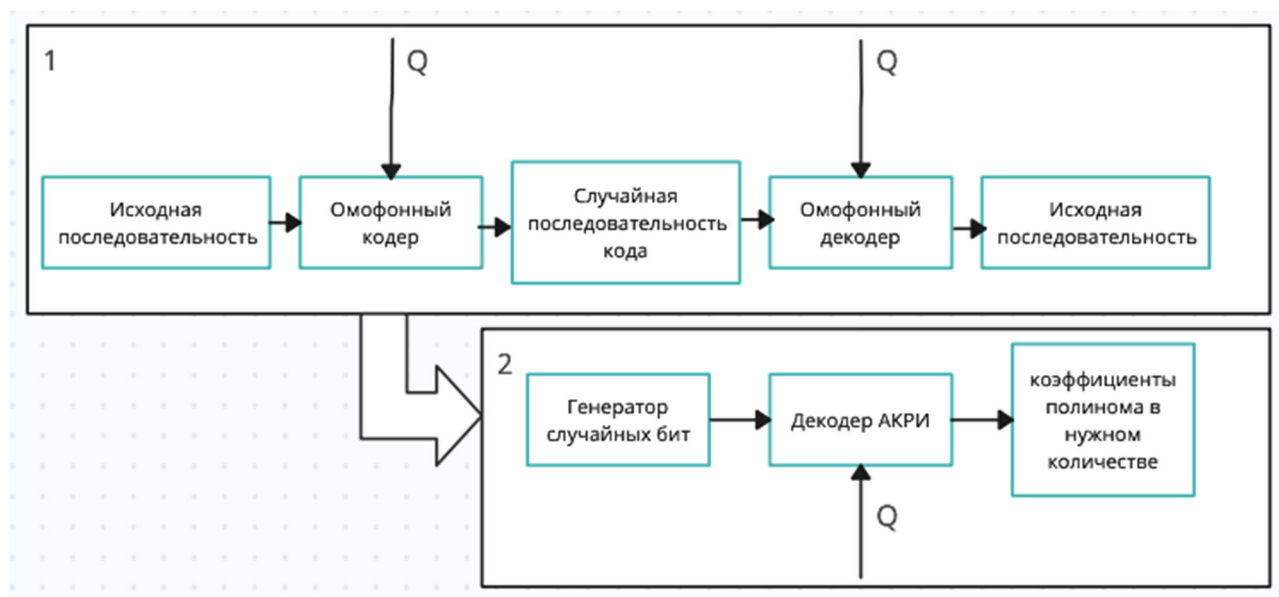 1
Q
Q
Исходная
последовательность
Омофонный
кодер
Случайная
последовательность
кода
Омофонный
декодер
Исходная
последовательность
2
Генератор
случайных бит
Декодер АКРИ
коэффициенты
полинома в
нужном
количестве
Q